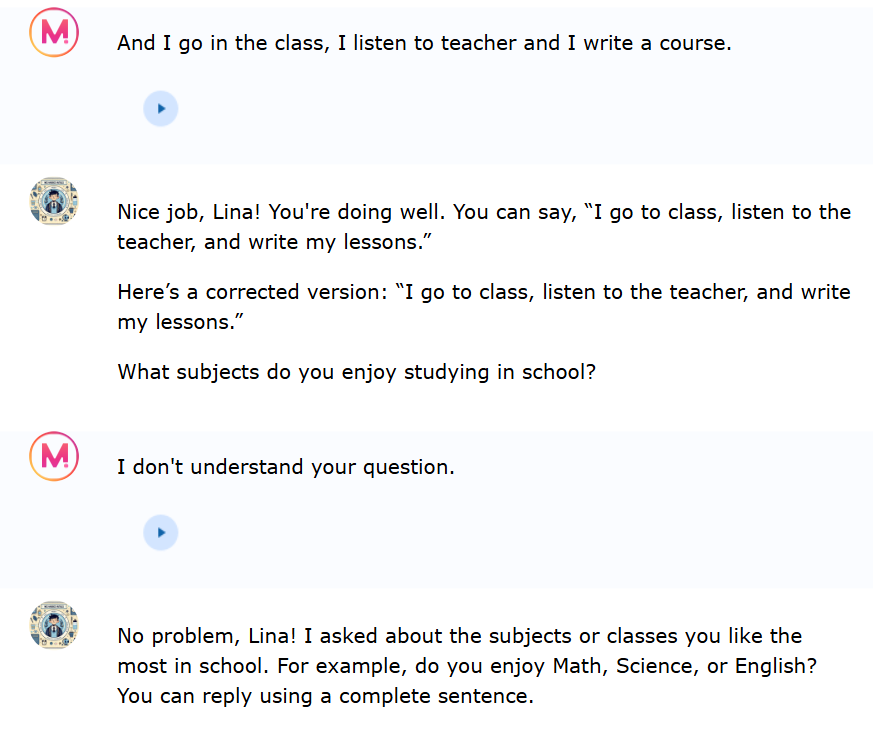 M!
And I go in the class, I listen to teacher and I write a course.
Nice job, Lina! You're doing well. You can say, “I go to class, listen to the
teacher, and write my lessons.”
Here’s a corrected version: “I go to class, listen to the teacher, and write
my lessons.”
What subjects do you enjoy studying in school?
M!
I don't understand your question.
No problem, Lina! I asked about the subjects or classes you like the
most in school. For example, do you enjoy Math, Science, or English?
You can reply using a complete sentence.